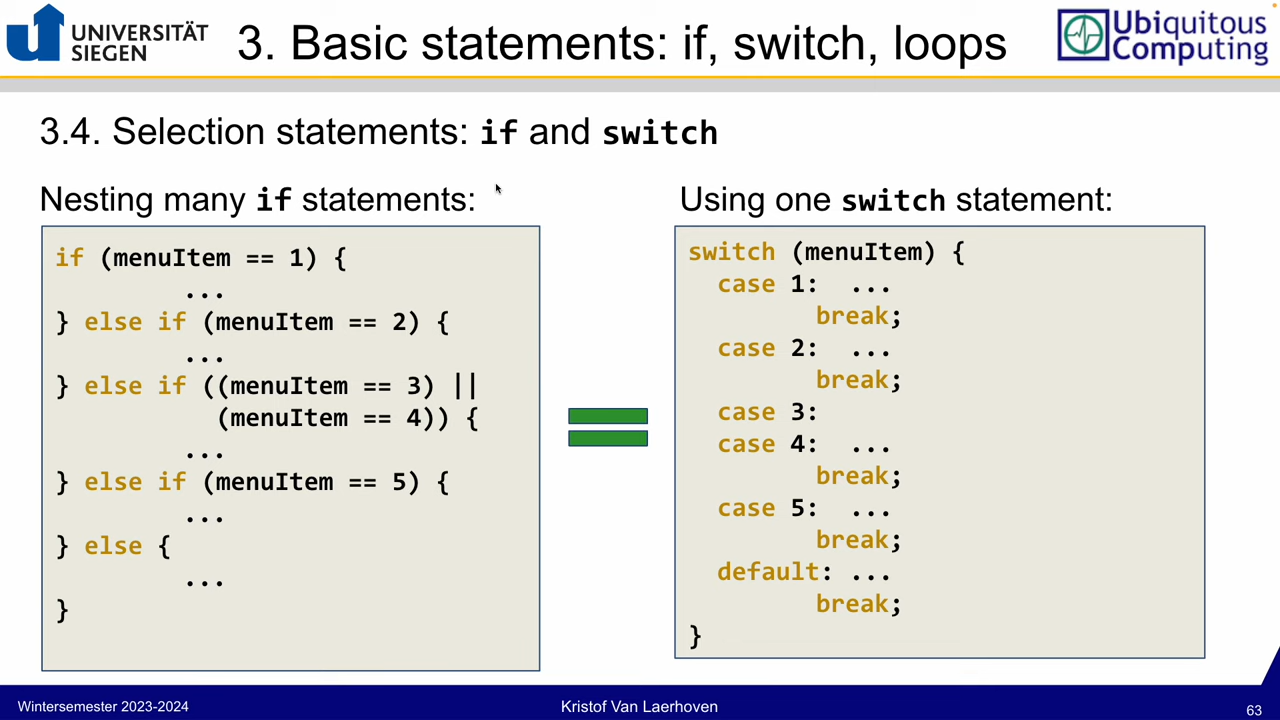 UNIVERSITÄT
SIEGEN
3. Basic statements: if, switch, loops
Ubiquitous
Computing
3.4. Selection statements: if and switch
Nesting many if statements:
if (menuItem == 1) {
...
} else if (menuItem == 2) {
...
} else if ((menuItem == 3) ||
(menuItem == 4)) {
...
} else if (menuItem == 5) {
...
} else {
...
}
Using one switch statement:
switch (menuItem) {
case 1: ...
break;
case 2: ...
break;
case 3:
case 4: ...
break;
case 5: ...
break;
default: ...
break;
}
Wintersemester 2023-2024
Kristof Van Laerhoven
63